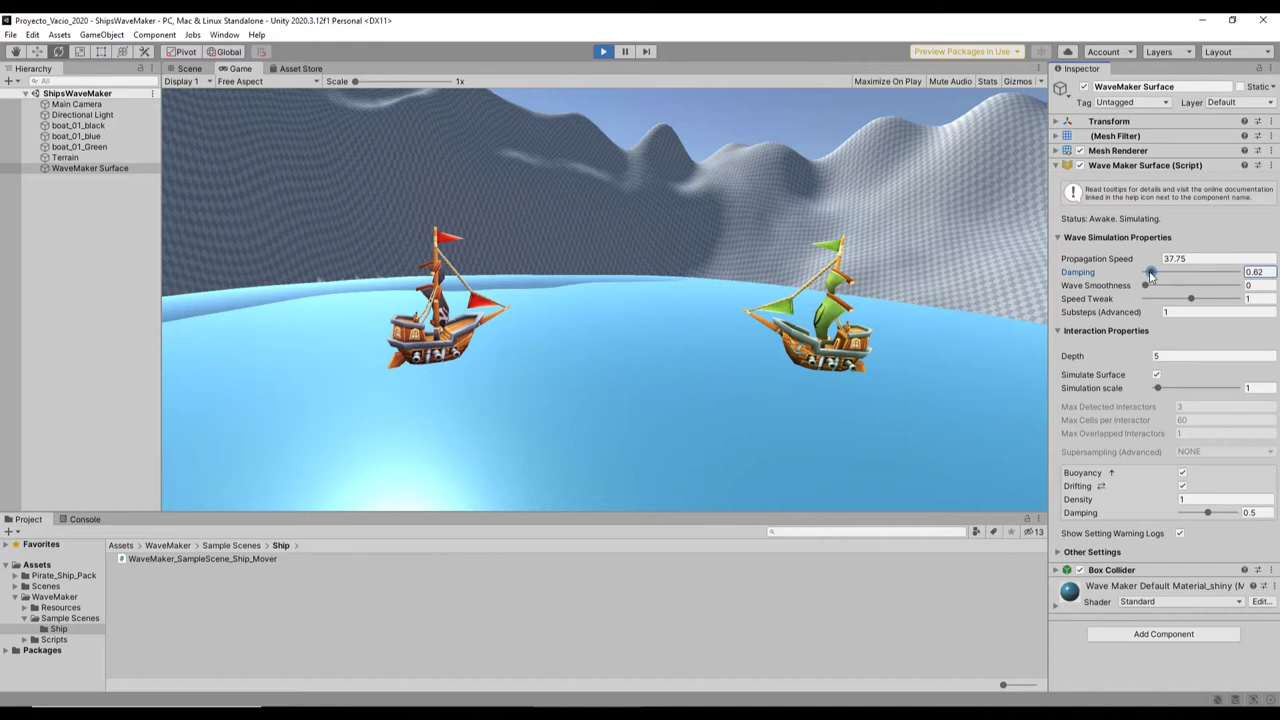 Proyecto_Vacio_2020 - ShipsWaveMaker - PC, Mac & Linux Standalone - Unity 2020.3.12f1 Personal <DX11>
File Edit Assets GameObject Component Jobs Window Help
Pivot Global Preview Packages in Use Account Layers Layout
Hierarchy
All
ShipsWaveMaker
Main Camera
Directional Light
boat_01_black
boat_01_blue
boat_01_Green
Terrain
WaveMaker Surface
Scene Game Asset Store
Display 1 Free Aspect Scale 1x Maximize On Play Mute Audio Stats Gizmos
Inspector
WaveMaker Surface Static
Tag Untagged Layer Default
Transform
(Mesh Filter)
Mesh Renderer
Wave Maker Surface (Script)
Read tooltips for details and visit the online documentation
linked in the help icon next to the component name.
Status: Awake. Simulating.
Wave Simulation Properties
Propagation Speed 37.75
Damping 0.62
Wave Smoothness 0
Speed Tweak 1
Substeps (Advanced) 1
Interaction Properties
Depth 5
Simulate Surface
Simulation scale 1
Max Detected Interactors 3
Max Cells per Interactor 60
Max Overlapped Interactors 1
Supersampling (Advanced) NONE
Buoyancy
Drifting
Density 1
Damping 0.5
Show Setting Warning Logs
Other Settings
Box Collider
Wave Maker Default Material_shiny (M
Shader Standard Edit...
Add Component
Project Console
13
Favorites
Assets
Pirate_Ship_Pack
Scenes
WaveMaker
Resources
Sample Scenes
Ship
Scripts
Packages
Assets > WaveMaker > Sample Scenes > Ship >
WaveMaker_SampleScene_Ship_Mover